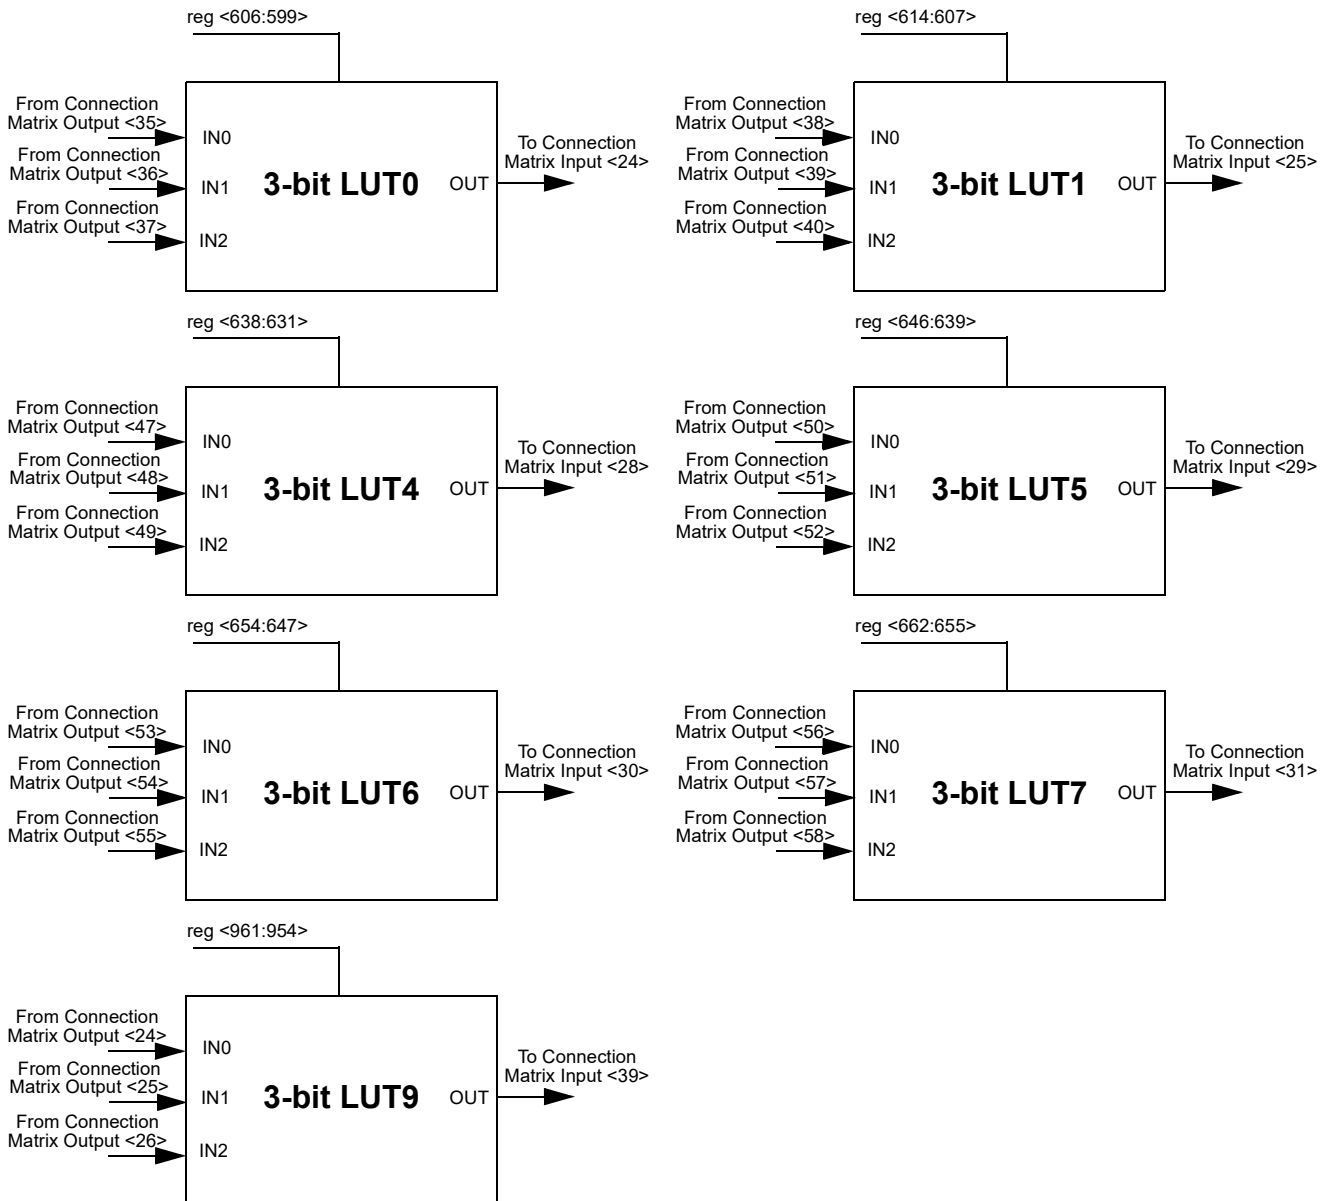 reg <606:599>
From Connection
Matrix Output <35>
From Connection
Matrix Output <36>
From Connection
Matrix Output <37>
IN0
IN1
IN2
3-bit LUT0
OUT
To Connection
Matrix Input <24>
reg <614:607>
From Connection
Matrix Output <38>
From Connection
Matrix Output <39>
From Connection
Matrix Output <40>
IN0
IN1
IN2
3-bit LUT1
OUT
To Connection
Matrix Input <25>
reg <638:631>
From Connection
Matrix Output <47>
From Connection
Matrix Output <48>
From Connection
Matrix Output <49>
IN0
IN1
IN2
3-bit LUT4
OUT
To Connection
Matrix Input <28>
reg <646:639>
From Connection
Matrix Output <50>
From Connection
Matrix Output <51>
From Connection
Matrix Output <52>
IN0
IN1
IN2
3-bit LUT5
OUT
To Connection
Matrix Input <29>
reg <654:647>
From Connection
Matrix Output <53>
From Connection
Matrix Output <54>
From Connection
Matrix Output <55>
IN0
IN1
IN2
3-bit LUT6
OUT
To Connection
Matrix Input <30>
reg <662:655>
From Connection
Matrix Output <56>
From Connection
Matrix Output <57>
From Connection
Matrix Output <58>
IN0
IN1
IN2
3-bit LUT7
OUT
To Connection
Matrix Input <31>
reg <961:954>
From Connection
Matrix Output <24>
From Connection
Matrix Output <25>
From Connection
Matrix Output <26>
IN0
IN1
IN2
3-bit LUT9
OUT
To Connection
Matrix Input <39>